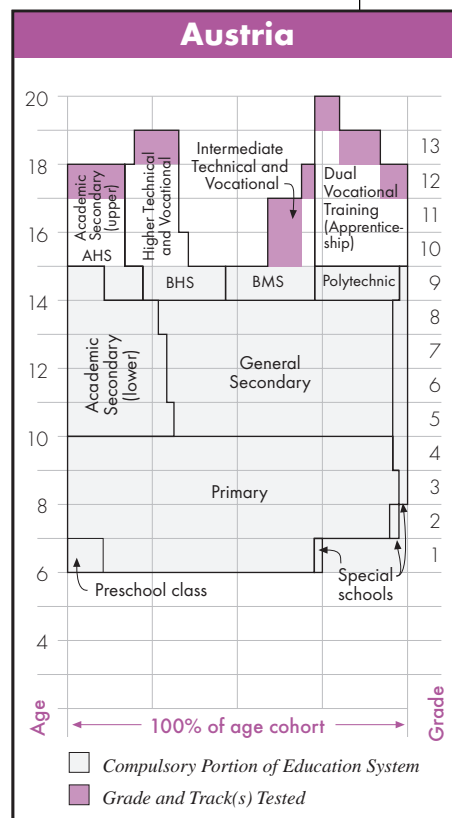 Austria
20
18
16
14
12
10
8
6
4
Age
13
12
11
10
9
8
7
6
5
4
3
2
1
Grade
Academic
Secondary
(upper)
AHS
Higher Technical
and Vocational
Intermediate
Technical and
Vocational
Dual
Vocational
Training
(Apprentice-
ship)
BHS
BMS
Polytechnic
Academic
Secondary
(lower)
General
Secondary
Primary
Preschool class
Special
schools
100% of age cohort
Compulsory Portion of Education System
Grade and Track(s) Tested